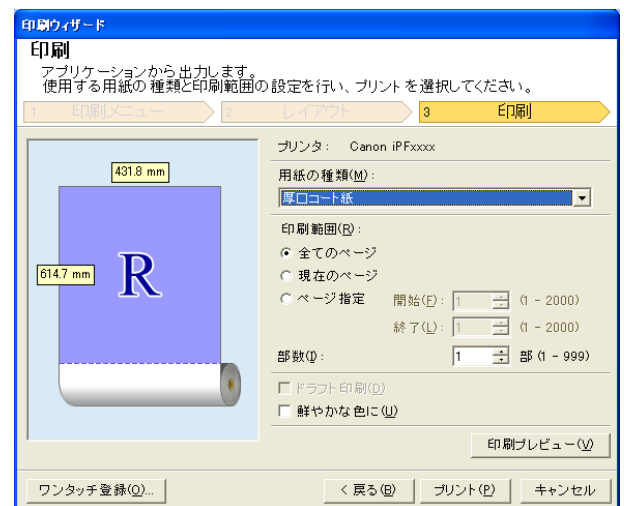 印刷ウィザード
印刷
アプリケーションから出力します。
使用する用紙の種類と印刷範囲の設定を行い、プリントを選択してください。
1 印刷メニュー 2 レイアウト 3 印刷
431.8 mm
614.7 mm
R
プリンタ： Canon iPFxxxx
用紙の種類(M)：
厚口コート紙
印刷範囲(R)：
全てのページ
現在のページ
ページ指定 開始(F)： 1 (1 - 2000)
終了(L)： 1 (1 - 2000)
部数(I)： 1 部 (1 - 999)
ドラフト印刷(D)
鮮やかな色に(U)
印刷プレビュー(V)
ワンタッチ登録(O)... < 戻る(B) プリント(P) キャンセル